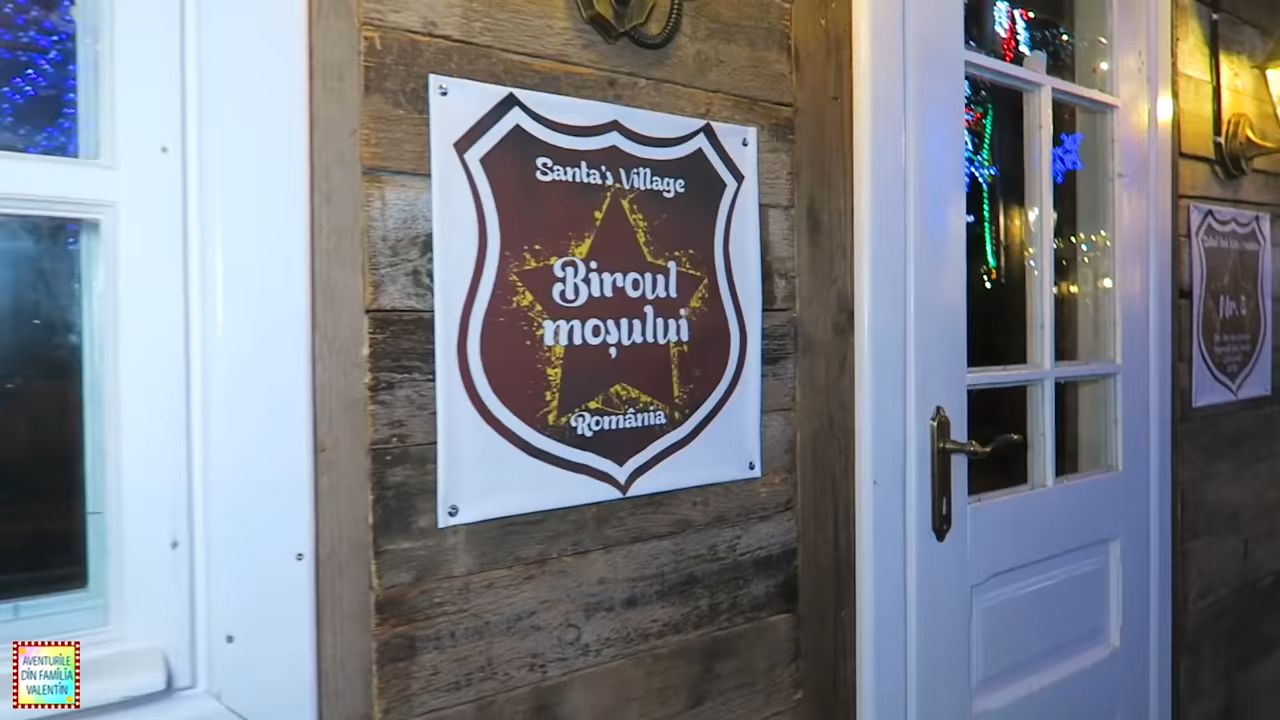 Santa's Village
Biroul
moșului
România
AVENTURILE
DIN FAMILIA
VALENTIN